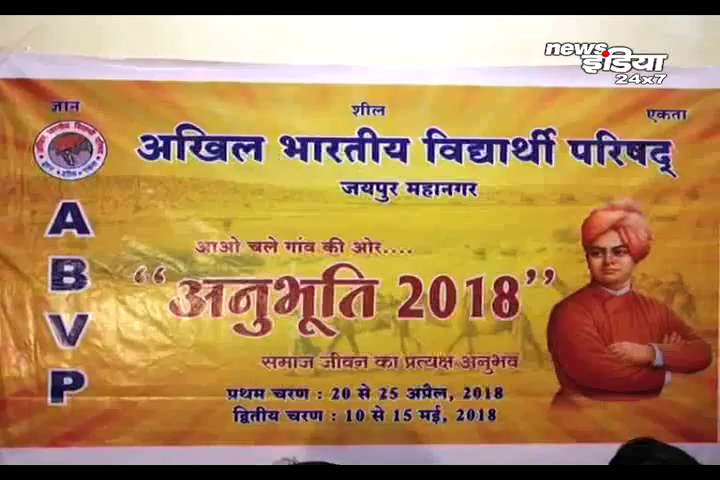 news
इंडिया
24x7
ज्ञान शील एकता
अखिल भारतीय विद्यार्थी परिषद्
जयपुर महानगर
A
B
V
P
आओ चले गांव की ओर....
“अनुभूति 2018”
समाज जीवन का प्रत्यक्ष अनुभव
प्रथम चरण : 20 से 25 अप्रैल, 2018
द्वितीय चरण : 10 से 15 मई, 2018